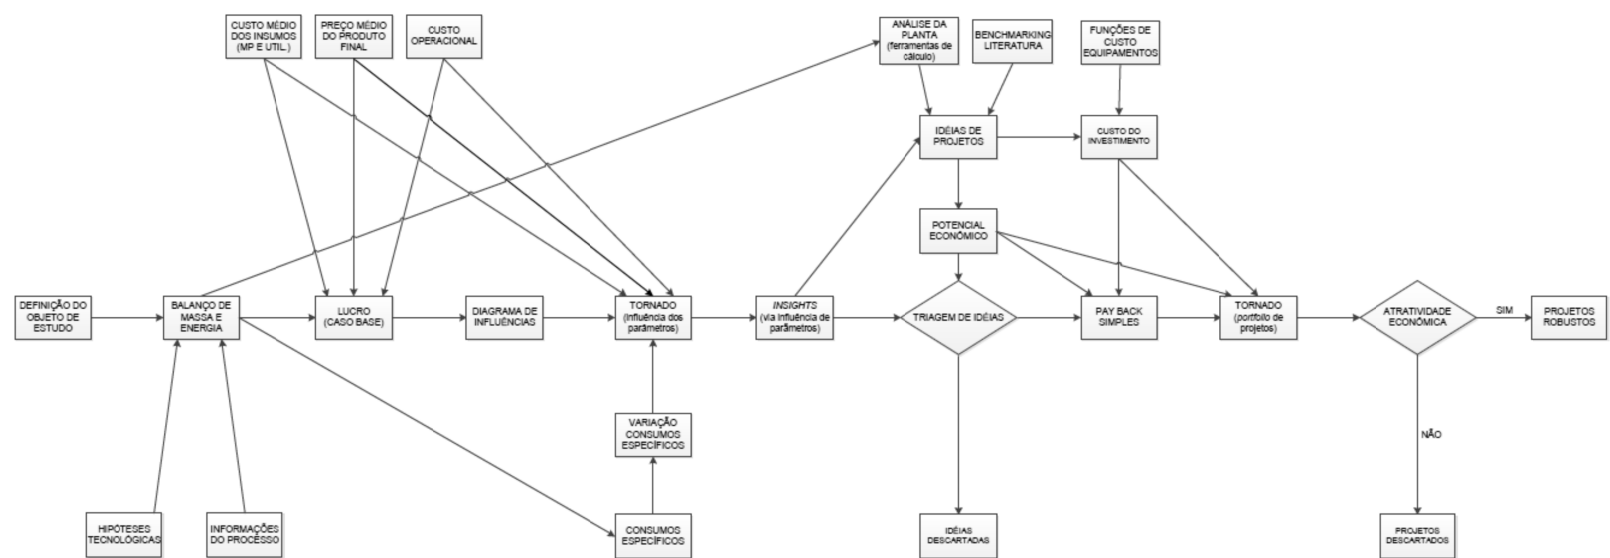 CUSTO MÉDIO
DOS INSUMOS
(MP E UTIL.)
PREÇO MÉDIO
DO PRODUTO
FINAL
CUSTO
OPERACIONAL
ANÁLISE DA
PLANTA
(ferramentas de
cálculo)
BENCHMARKING
LITERATURA
FUNÇÕES DE
CUSTO
EQUIPAMENTOS
IDÉIAS DE
PROJETOS
CUSTO DO
INVESTIMENTO
POTENCIAL
ECONÔMICO
DEFINIÇÃO DO
OBJETO DE
ESTUDO
BALANÇO DE
MASSA E
ENERGIA
LUCRO
(CASO BASE)
DIAGRAMA DE
INFLUÊNCIAS
TORNADO
(influência dos
parâmetros)
INSIGHTS
(via influência de
parâmetros)
TRIAGEM DE IDÉIAS
PAY BACK
SIMPLES
TORNADO
(portfolio de
projetos)
ATRATIVIDADE
ECONÔMICA
SIM
PROJETOS
ROBUSTOS
VARIAÇÃO
CONSUMOS
ESPECÍFICOS
NÃO
HIPÓTESES
TECNOLÓGICAS
INFORMAÇÕES
DO PROCESSO
CONSUMOS
ESPECÍFICOS
IDÉIAS
DESCARTADAS
PROJETOS
DESCARTADOS